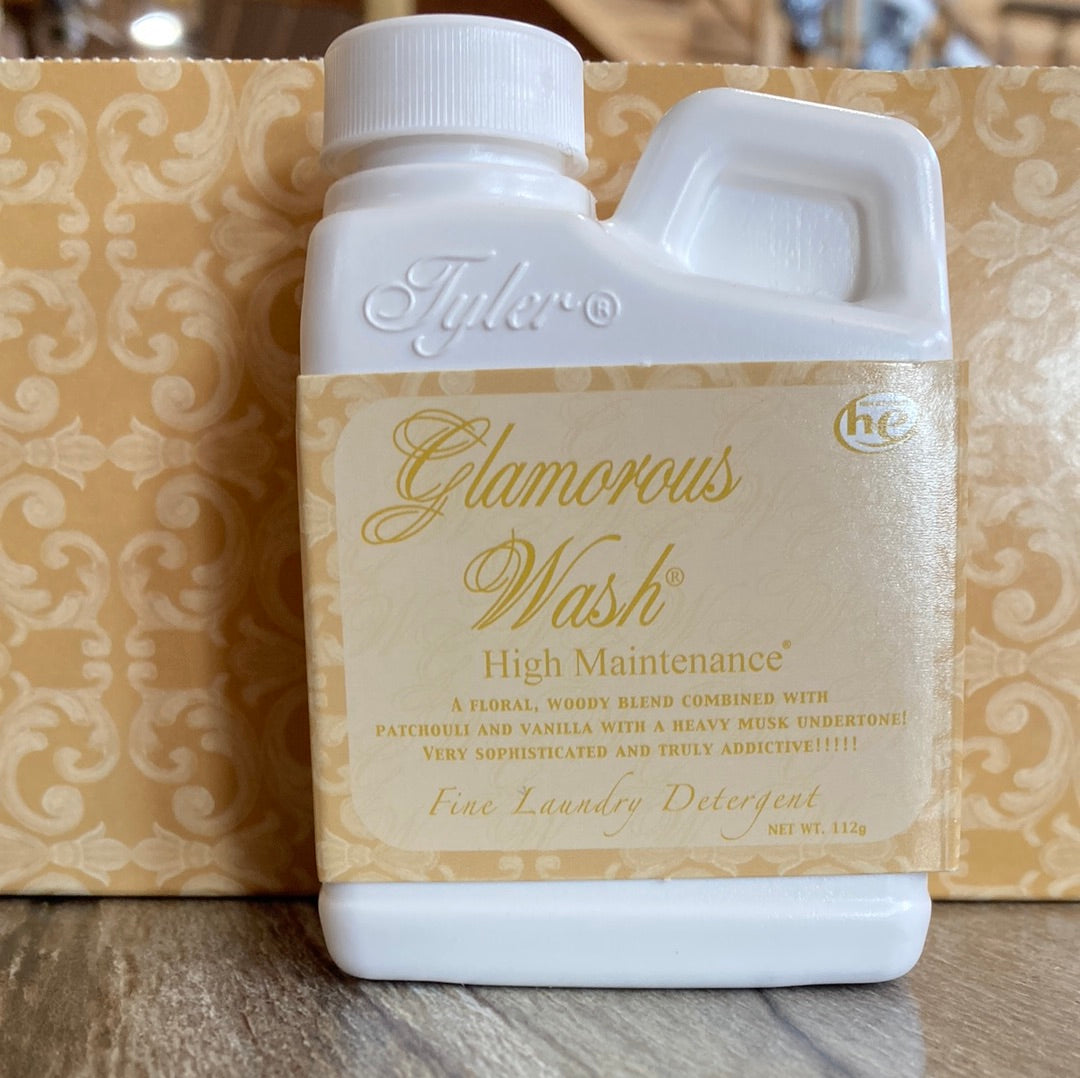 Tyler®
he
Glamorous
Wash®
High Maintenance®
A FLORAL, WOODY BLEND COMBINED WITH
PATCHOULI AND VANILLA WITH A HEAVY MUSK UNDERTONE!
VERY SOPHISTICATED AND TRULY ADDICTIVE!!!!!
Fine Laundry Detergent
NET WT. 112g